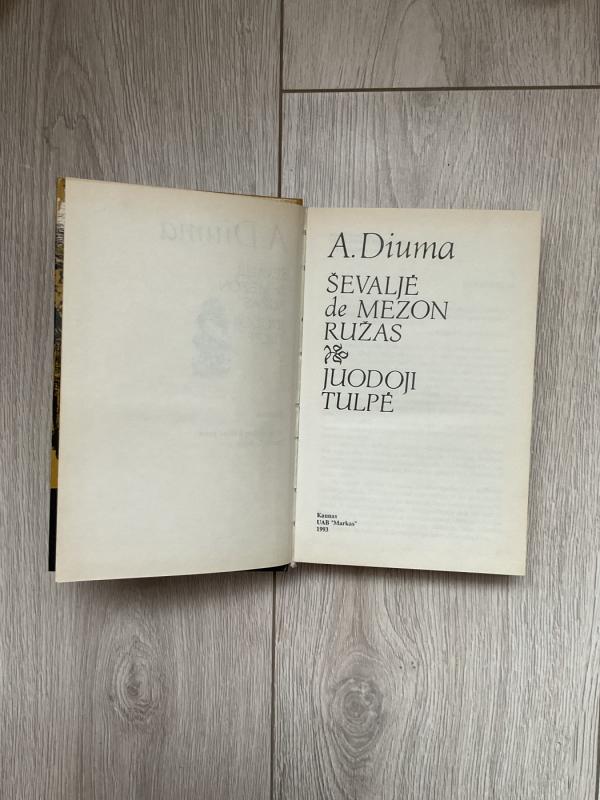 A. Diuma
ŠEVALJĖ
de MEZON
RUŽAS
JUODOJI
TULPĖ
Kaunas
UAB "Markas"
1993